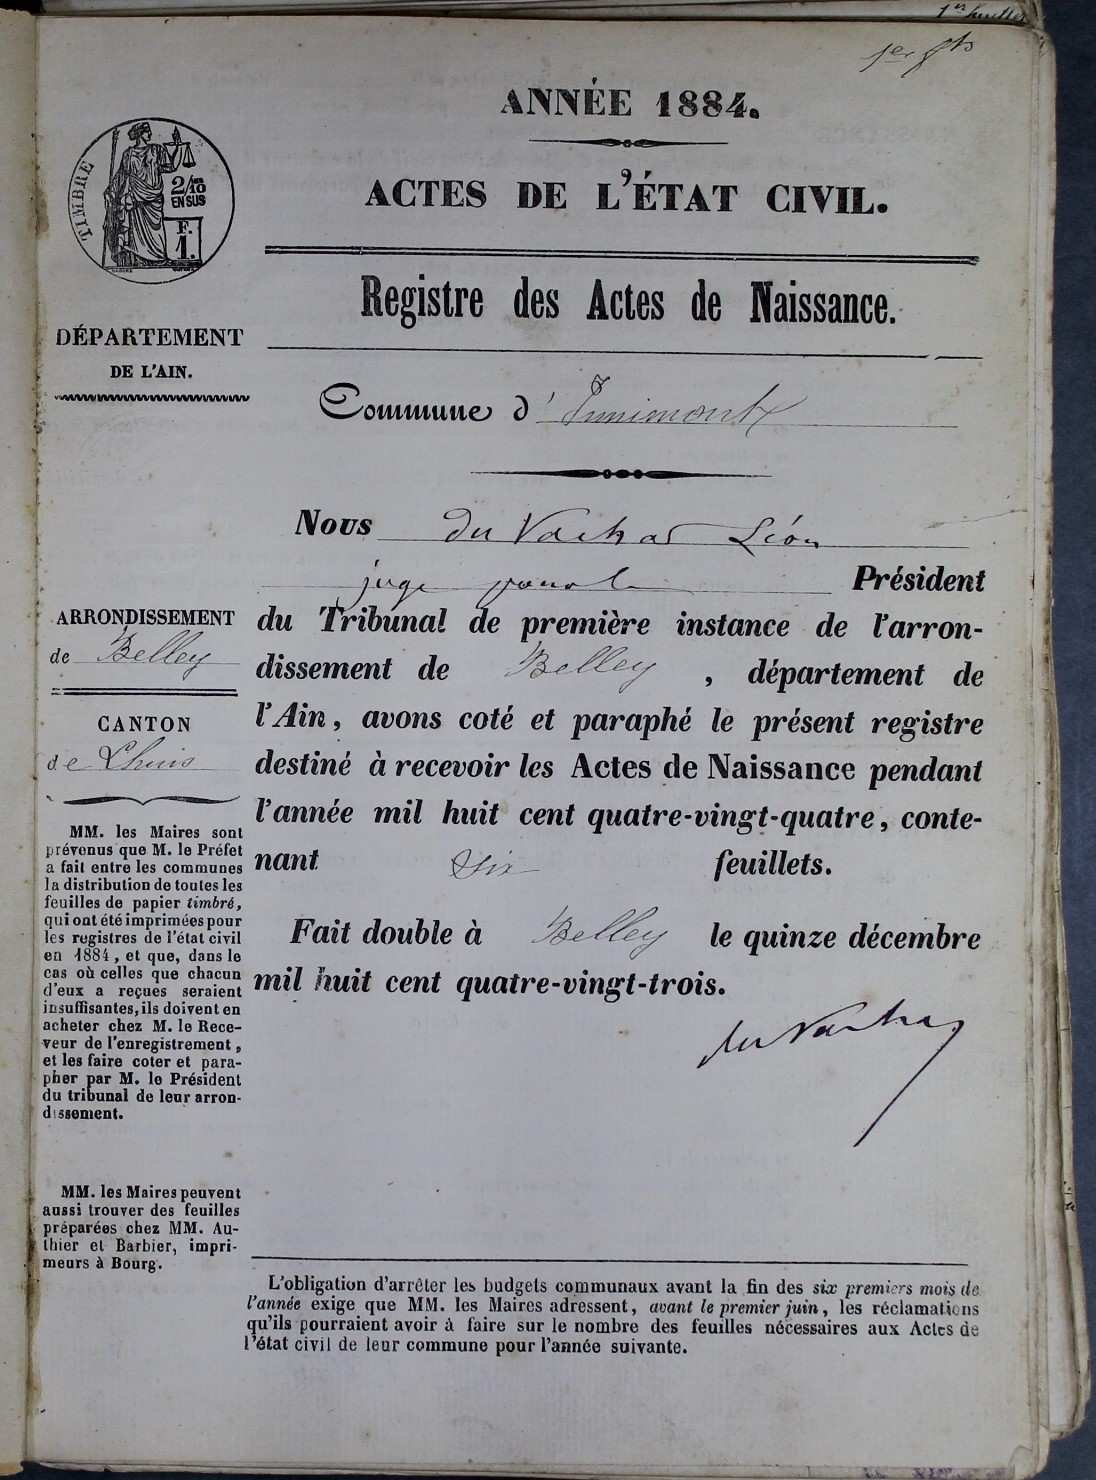 1er f
ANNÉE 1884.
ACTES DE L'ÉTAT CIVIL.
TIMBRE
2/10
EN SUS
F.
1.
Registre des Actes de Naissance.
DÉPARTEMENT
DE L'AIN.
Commune d' Innimont
Nous du Vachat Léon
juge Président
du Tribunal de première instance de l'arron-
dissement de Belley, département de
l'Ain, avons coté et paraphé le présent registre
destiné à recevoir les Actes de Naissance pendant
l'année mil huit cent quatre-vingt-quatre, conte-
nant six feuillets.
Fait double à Belley le quinze décembre
mil huit cent quatre-vingt-trois.
du Vachat
ARRONDISSEMENT
de Belley
CANTON
de Lhuis
MM. les Maires sont
prévenus que M. le Préfet
a fait entre les communes
la distribution de toutes les
feuilles de papier timbré,
qui ont été imprimées pour
les registres de l'état civil
en 1884, et que, dans le
cas où celles que chacun
d'eux a reçues seraient
insuffisantes, ils doivent en
acheter chez M. le Rece-
veur de l'enregistrement,
et les faire coter et para-
pher par M. le Président
du tribunal de leur arron-
dissement.
MM. les Maires peuvent
aussi trouver des feuilles
préparées chez MM. Au-
thier et Barbier, impri-
meurs à Bourg.
L'obligation d'arrêter les budgets communaux avant la fin des six premiers mois de
l'année exige que MM. les Maires adressent, avant le premier juin, les réclamations
qu'ils pourraient avoir à faire sur le nombre des feuilles nécessaires aux Actes de
l'état civil de leur commune pour l'année suivante.